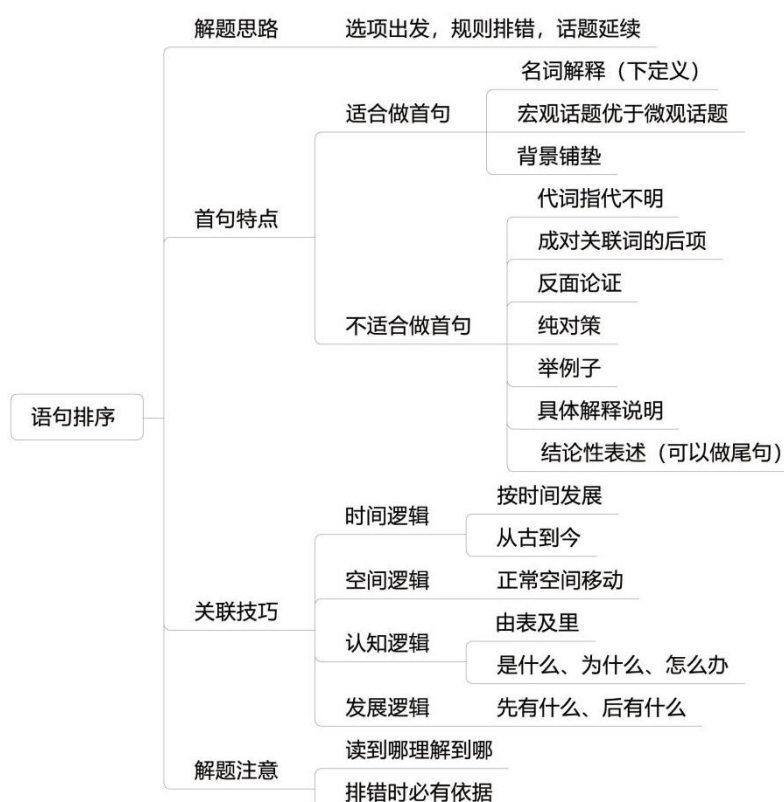 解题思路 选项出发，规则排错，话题延续
名词解释（下定义）
适合做首句 宏观话题优于微观话题
背景铺垫
代词指代不明
首句特点
成对关联词的后项
反面论证
不适合做首句 纯对策
举例子
具体解释说明
语句排序
结论性表述（可以做尾句）
按时间发展
时间逻辑
从古到今
空间逻辑 正常空间移动
关联技巧
由表及里
认知逻辑
是什么、为什么、怎么办
发展逻辑 先有什么、后有什么
读到哪理解到哪
解题注意
排错时必有依据